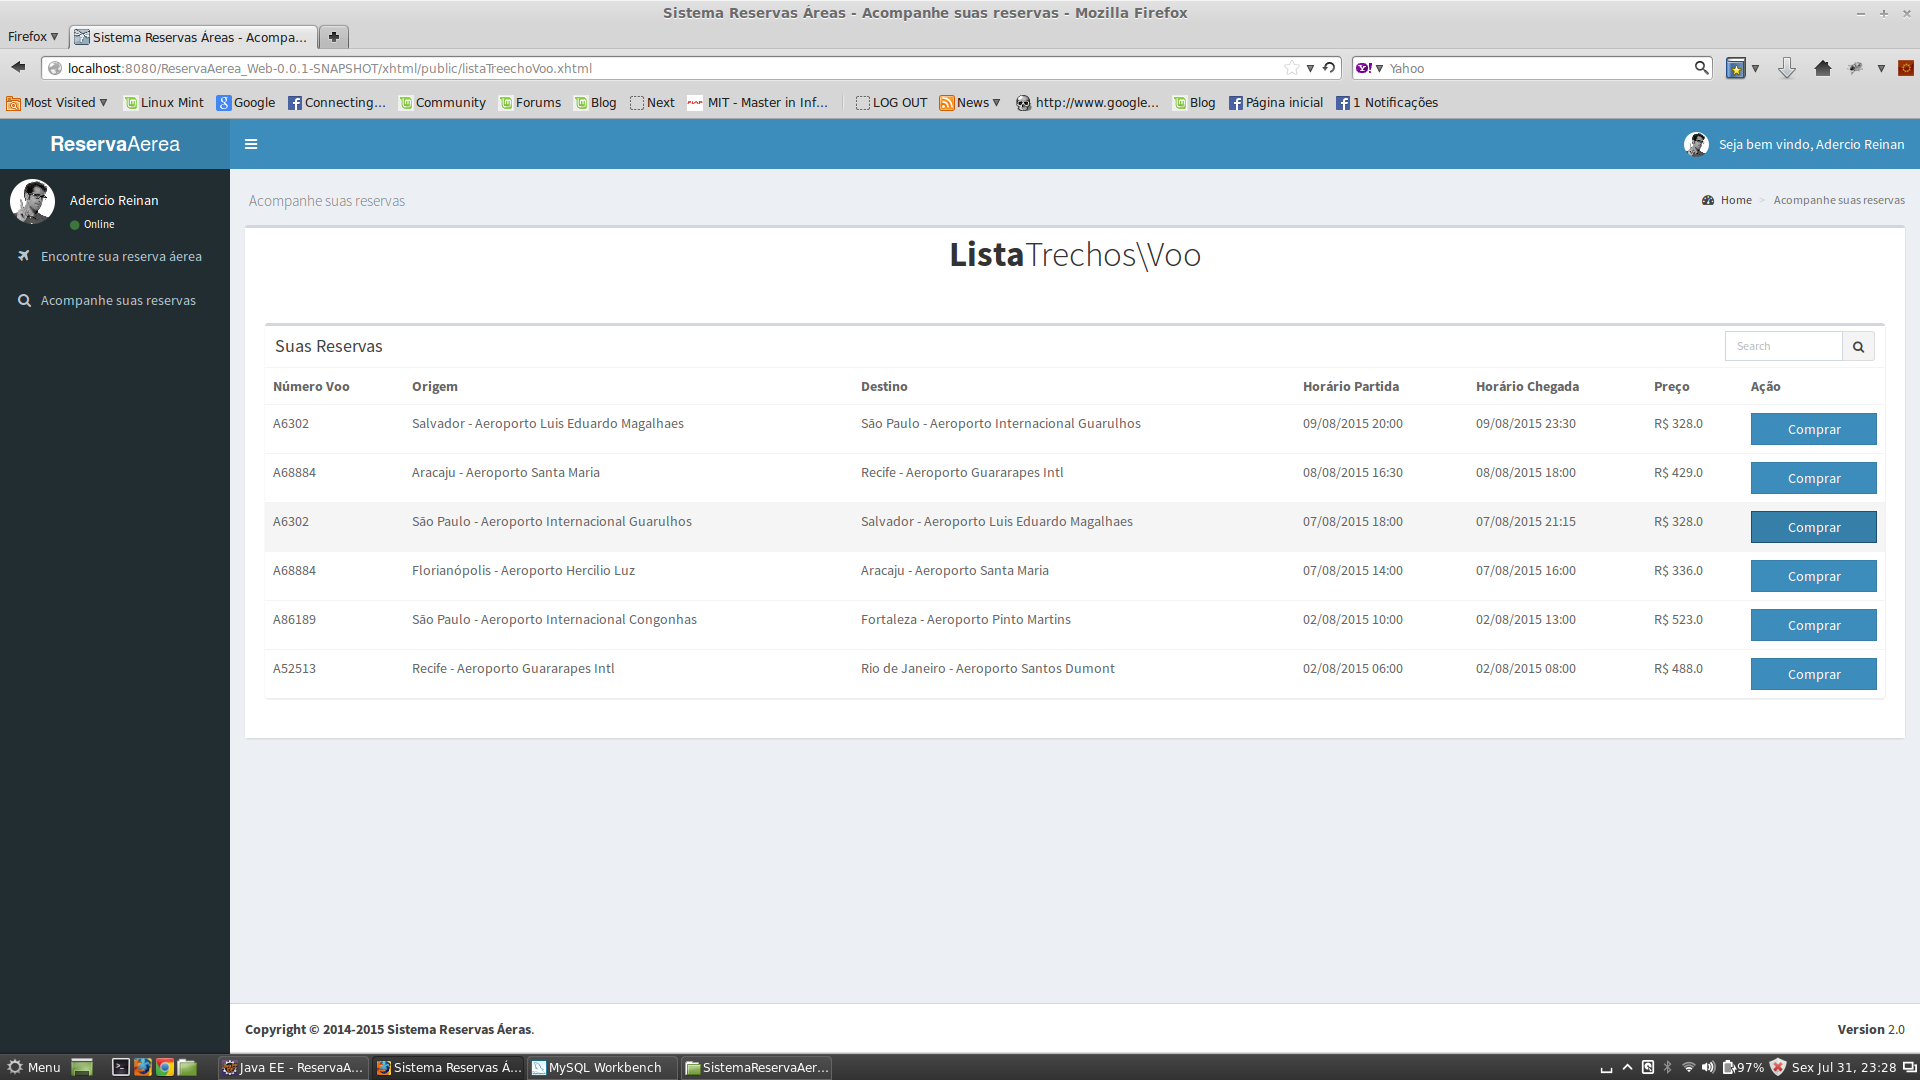 Sistema Reservas Áreas - Acompanhe suas reservas - Mozilla Firefox
Firefox
Sistema Reservas Áreas - Acompa...
localhost:8080/ReservaAerea_Web-0.0.1-SNAPSHOT/xhtml/public/listaTreechoVoo.xhtml
Yahoo
Most Visited Linux Mint Google Connecting... Community Forums Blog Next MIT - Master in Inf... LOG OUT News http://www.google... Blog Página inicial 1 Notificações
ReservaAerea
Seja bem vindo, Adercio Reinan
Adercio Reinan
Online
Encontre sua reserva áerea
Acompanhe suas reservas
Acompanhe suas reservas
Home > Acompanhe suas reservas
ListaTrechos\Voo
Suas Reservas
Search
Número Voo Origem Destino Horário Partida Horário Chegada Preço Ação
A6302 Salvador - Aeroporto Luis Eduardo Magalhaes São Paulo - Aeroporto Internacional Guarulhos 09/08/2015 20:00 09/08/2015 23:30 R$ 328.0 Comprar
A68884 Aracaju - Aeroporto Santa Maria Recife - Aeroporto Guararapes Intl 08/08/2015 16:30 08/08/2015 18:00 R$ 429.0 Comprar
A6302 São Paulo - Aeroporto Internacional Guarulhos Salvador - Aeroporto Luis Eduardo Magalhaes 07/08/2015 18:00 07/08/2015 21:15 R$ 328.0 Comprar
A68884 Florianópolis - Aeroporto Hercilio Luz Aracaju - Aeroporto Santa Maria 07/08/2015 14:00 07/08/2015 16:00 R$ 336.0 Comprar
A86189 São Paulo - Aeroporto Internacional Congonhas Fortaleza - Aeroporto Pinto Martins 02/08/2015 10:00 02/08/2015 13:00 R$ 523.0 Comprar
A52513 Recife - Aeroporto Guararapes Intl Rio de Janeiro - Aeroporto Santos Dumont 02/08/2015 06:00 02/08/2015 08:00 R$ 488.0 Comprar
Copyright © 2014-2015 Sistema Reservas Áeras.
Version 2.0
Menu Java EE - ReservaA... Sistema Reservas Á... MySQL Workbench SistemaReservaAer... 97% Sex Jul 31, 23:28